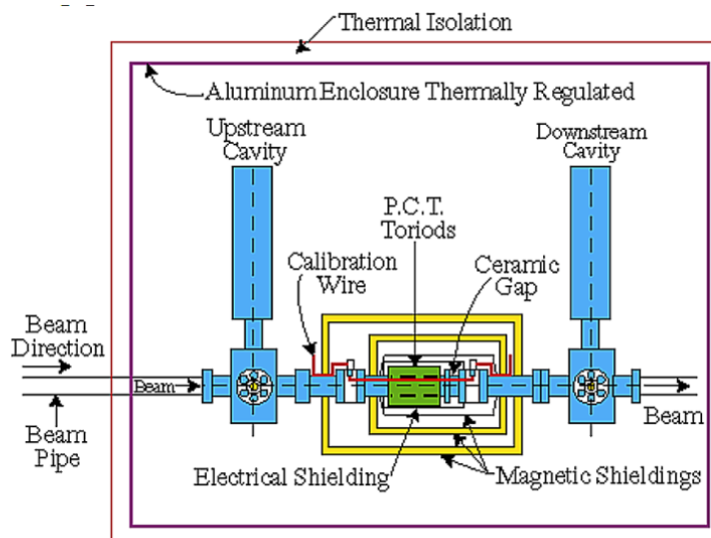 Thermal Isolation
Aluminum Enclosure Thermally Regulated
Upstream
Cavity
Downstream
Cavity
P.C.T.
Toriods
Calibration
Wire
Ceramic
Gap
Beam
Direction
Beam
Beam
Pipe
Beam
Electrical Shielding
Magnetic Shieldings